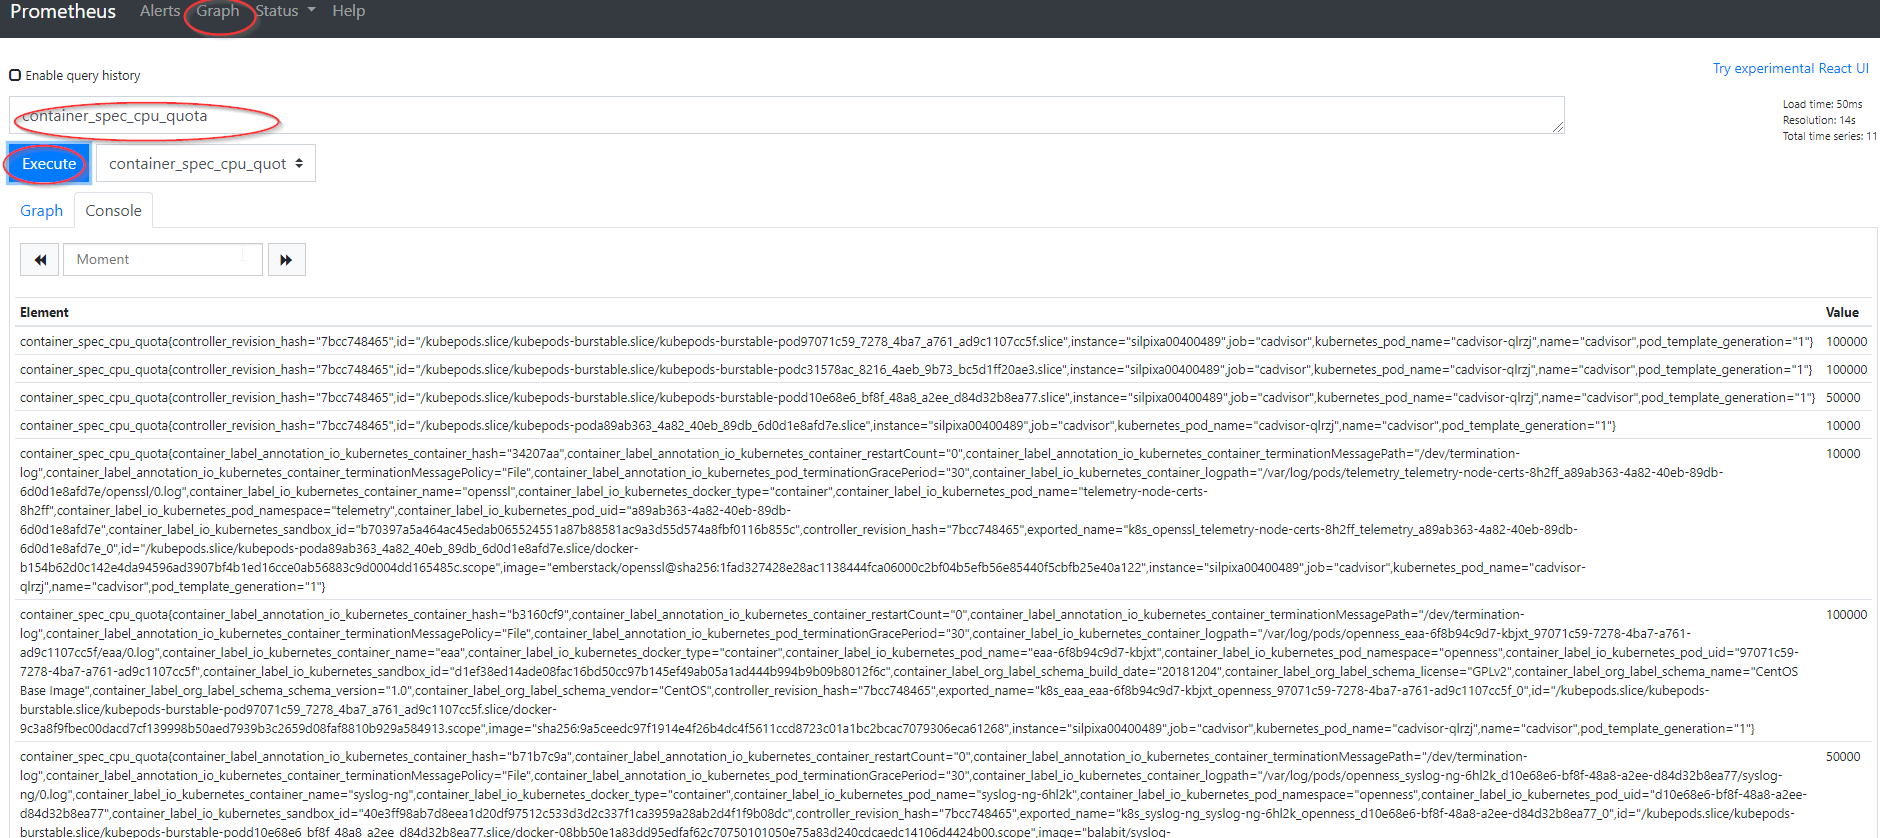 Prometheus Alerts Graph Status Help
Enable query history
Try experimental React UI
container_spec_cpu_quota
Load time: 50ms
Resolution: 14s
Total time series: 11
Execute container_spec_cpu_quot
Graph Console
Moment
Element Value
container_spec_cpu_quota{controller_revision_hash="7bcc748465",id="/kubepods.slice/kubepods-burstable.slice/kubepods-burstable-pod97071c59_7278_4ba7_a761_ad9c1107cc5f.slice",instance="silpixa00400489",job="cadvisor",kubernetes_pod_name="cadvisor-qlrzj",name="cadvisor",pod_template_generation="1"} 100000
container_spec_cpu_quota{controller_revision_hash="7bcc748465",id="/kubepods.slice/kubepods-burstable.slice/kubepods-burstable-podc31578ac_8216_4aeb_9b73_bc5d1ff20ae3.slice",instance="silpixa00400489",job="cadvisor",kubernetes_pod_name="cadvisor-qlrzj",name="cadvisor",pod_template_generation="1"} 100000
container_spec_cpu_quota{controller_revision_hash="7bcc748465",id="/kubepods.slice/kubepods-burstable.slice/kubepods-burstable-podd10e68e6_bf8f_48a8_a2ee_d84d32b8ea77.slice",instance="silpixa00400489",job="cadvisor",kubernetes_pod_name="cadvisor-qlrzj",name="cadvisor",pod_template_generation="1"} 50000
container_spec_cpu_quota{controller_revision_hash="7bcc748465",id="/kubepods.slice/kubepods-poda89ab363_4a82_40eb_89db_6d0d1e8afd7e.slice",instance="silpixa00400489",job="cadvisor",kubernetes_pod_name="cadvisor-qlrzj",name="cadvisor",pod_template_generation="1"} 10000
container_spec_cpu_quota{container_label_annotation_io_kubernetes_container_hash="34207aa",container_label_annotation_io_kubernetes_container_restartCount="0",container_label_annotation_io_kubernetes_container_terminationMessagePath="/dev/termination- 10000
log",container_label_annotation_io_kubernetes_container_terminationMessagePolicy="File",container_label_annotation_io_kubernetes_pod_terminationGracePeriod="30",container_label_io_kubernetes_container_logpath="/var/log/pods/telemetry_telemetry-node-certs-8h2ff_a89ab363-4a82-40eb-89db-
6d0d1e8afd7e/openssl/0.log",container_label_io_kubernetes_container_name="openssl",container_label_io_kubernetes_docker_type="container",container_label_io_kubernetes_pod_name="telemetry-node-certs-
8h2ff",container_label_io_kubernetes_pod_namespace="telemetry",container_label_io_kubernetes_pod_uid="a89ab363-4a82-40eb-89db-
6d0d1e8afd7e",container_label_io_kubernetes_sandbox_id="b70397a5a464ac45edab065524551a87b88581ac9a3d55d574a8fbf0116b855c",controller_revision_hash="7bcc748465",exported_name="k8s_openssl_telemetry-node-certs-8h2ff_telemetry_a89ab363-4a82-40eb-89db-
6d0d1e8afd7e_0",id="/kubepods.slice/kubepods-poda89ab363_4a82_40eb_89db_6d0d1e8afd7e.slice/docker-
b154b62d0c142e4da94596ad3907bf4b1ed16cce0ab56883c9d0004dd165485c.scope",image="emberstack/openssl@sha256:1fad327428e28ac1138444fca06000c2bf04b5efb56e85440f5cbfb25e40a122",instance="silpixa00400489",job="cadvisor",kubernetes_pod_name="cadvisor-
qlrzj",name="cadvisor",pod_template_generation="1"}
container_spec_cpu_quota{container_label_annotation_io_kubernetes_container_hash="b3160cf9",container_label_annotation_io_kubernetes_container_restartCount="0",container_label_annotation_io_kubernetes_container_terminationMessagePath="/dev/termination- 100000
log",container_label_annotation_io_kubernetes_container_terminationMessagePolicy="File",container_label_annotation_io_kubernetes_pod_terminationGracePeriod="30",container_label_io_kubernetes_container_logpath="/var/log/pods/openness_eaa-6f8b94c9d7-kbjxt_97071c59-7278-4ba7-a761-
ad9c1107cc5f/eaa/0.log",container_label_io_kubernetes_container_name="eaa",container_label_io_kubernetes_docker_type="container",container_label_io_kubernetes_pod_name="eaa-6f8b94c9d7-kbjxt",container_label_io_kubernetes_pod_namespace="openness",container_label_io_kubernetes_pod_uid="97071c59-
7278-4ba7-a761-ad9c1107cc5f",container_label_io_kubernetes_sandbox_id="d1ef38ed14ade08fac16bd50cc97b145ef49ab05a1ad444b994b9b09b8012f6c",container_label_org_label_schema_build_date="20181204",container_label_org_label_schema_license="GPLv2",container_label_org_label_schema_name="CentOS
Base Image",container_label_org_label_schema_schema_version="1.0",container_label_org_label_schema_vendor="CentOS",controller_revision_hash="7bcc748465",exported_name="k8s_eaa_eaa-6f8b94c9d7-kbjxt_openness_97071c59-7278-4ba7-a761-ad9c1107cc5f_0",id="/kubepods.slice/kubepods-
burstable.slice/kubepods-burstable-pod97071c59_7278_4ba7_a761_ad9c1107cc5f.slice/docker-
9c3a8f9fbec00dacd7cf139998b50aed7939b3c2659d08faf8810b929a584913.scope",image="sha256:9a5ceedc97f1914e4f26b4dc4f5611ccd8723c01a1bc2bcac7079306eca61268",instance="silpixa00400489",job="cadvisor",kubernetes_pod_name="cadvisor-qlrzj",name="cadvisor",pod_template_generation="1"}
container_spec_cpu_quota{container_label_annotation_io_kubernetes_container_hash="b71b7c9a",container_label_annotation_io_kubernetes_container_restartCount="0",container_label_annotation_io_kubernetes_container_terminationMessagePath="/dev/termination- 50000
log",container_label_annotation_io_kubernetes_container_terminationMessagePolicy="File",container_label_annotation_io_kubernetes_pod_terminationGracePeriod="30",container_label_io_kubernetes_container_logpath="/var/log/pods/openness_syslog-ng-6hl2k_d10e68e6-bf8f-48a8-a2ee-d84d32b8ea77/syslog-
ng/0.log",container_label_io_kubernetes_container_name="syslog-ng",container_label_io_kubernetes_docker_type="container",container_label_io_kubernetes_pod_name="syslog-ng-6hl2k",container_label_io_kubernetes_pod_namespace="openness",container_label_io_kubernetes_pod_uid="d10e68e6-bf8f-48a8-a2ee-
d84d32b8ea77",container_label_io_kubernetes_sandbox_id="40e3ff98ab7d8eea1d20df97512c533d3d2c337f1ca3959a28ab2d4f1f9b08dc",controller_revision_hash="7bcc748465",exported_name="k8s_syslog-ng_syslog-ng-6hl2k_openness_d10e68e6-bf8f-48a8-a2ee-d84d32b8ea77_0",id="/kubepods.slice/kubepods-
burstable.slice/kubepods-burstable-podd10e68e6_bf8f_48a8_a2ee_d84d32b8ea77.slice/docker-08bb50e1a83dd95edfaf62c70750101050e75a83d240cdcaedc14106d4424b00.scope",image="balabit/syslog-